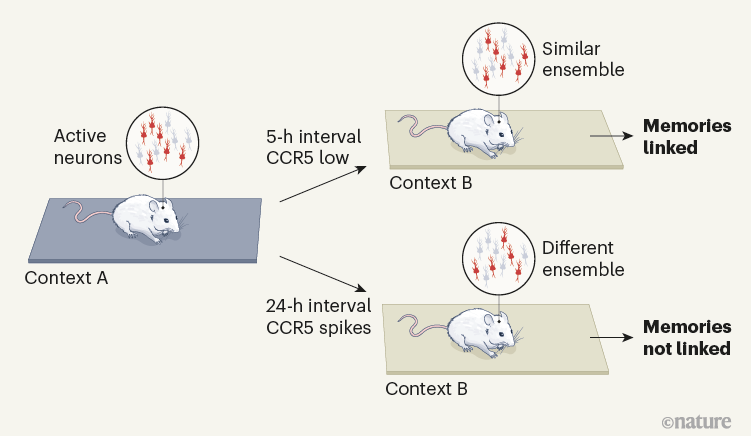 Active
neurons
Context A
5-h interval
CCR5 low
Similar
ensemble
Context B
Memories
linked
24-h interval
CCR5 spikes
Different
ensemble
Context B
Memories
not linked
©nature